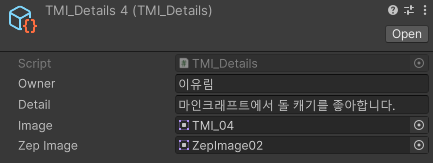 TMI_Details 4 (TMI_Details)
Open
Script TMI_Details
Owner 이유림
Detail 마인크래프트에서 돌 캐기를 좋아합니다.
Image TMI_04
Zep Image ZepImage02